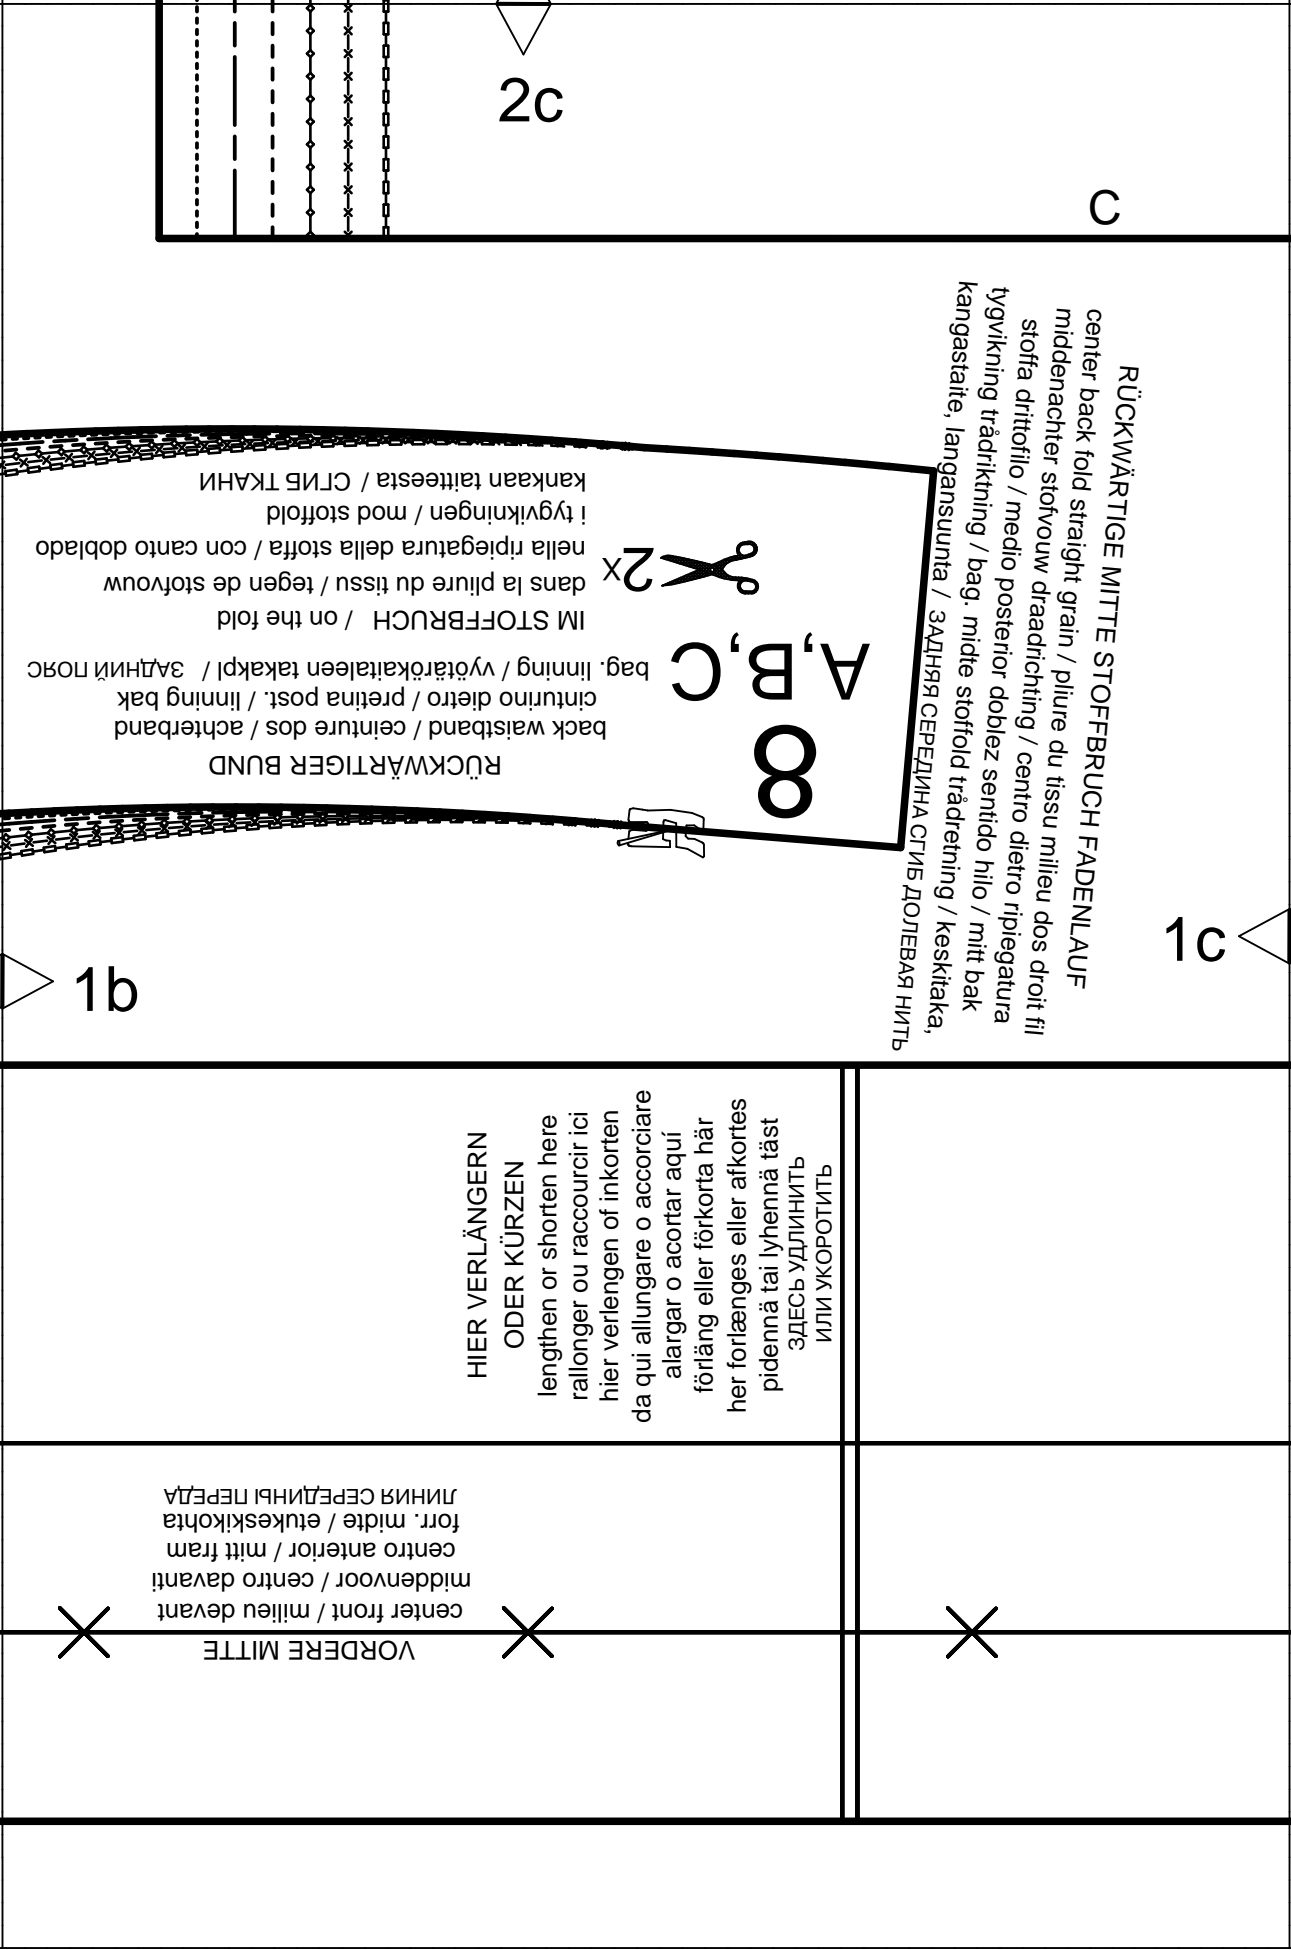 2c
C
RÜCKWÄRTIGE MITTE STOFFBRUCH FADENLAUF
center back fold straight grain / pliure du tissu milieu dos droit fil
middenachter stofvouw draadrichting / centro dietro ripiegatura
stoffa drittofilo / medio posterior doblez sentido hilo / mitt bak
tygvikning trådriktning / bag. midte stoffold trådretning / keskitaka,
kangastaite, langansuunta / ЗАДНЯЯ СЕРЕДИНА СГИБ ДОЛЕВАЯ НИТЬ
8
A,B,C
2x
RÜCKWÄRTIGER BUND
back waistband / ceinture dos / achterband
cinturino dietro / pretina post. / linning bak
bag. linning / vyötärökaitaleen takakpl / ЗАДНИЙ ПОЯС
IM STOFFBRUCH / on the fold
dans la pliure du tissu / tegen de stofvouw
nella ripiegatura della stoffa / con canto doblado
i tygvikningen / mod stoffold
kankaan taitteesta / СГИБ ТКАНИ
1b
1c
HIER VERLÄNGERN
ODER KÜRZEN
lengthen or shorten here
rallonger ou raccourcir ici
hier verlengen of inkorten
da qui allungare o accorciare
alargar o acortar aquí
förläng eller förkorta här
her forlænges eller afkortes
pidennä tai lyhennä täst
ЗДЕСЬ УДЛИНИТЬ
ИЛИ УКОРОТИТЬ
VORDERE MITTE
center front / milieu devant
middenvoor / centro davanti
centro anterior / mitt fram
forr. midte / etukeskikohta
ЛИНИЯ СЕРЕДИНЫ ПЕРЕДА